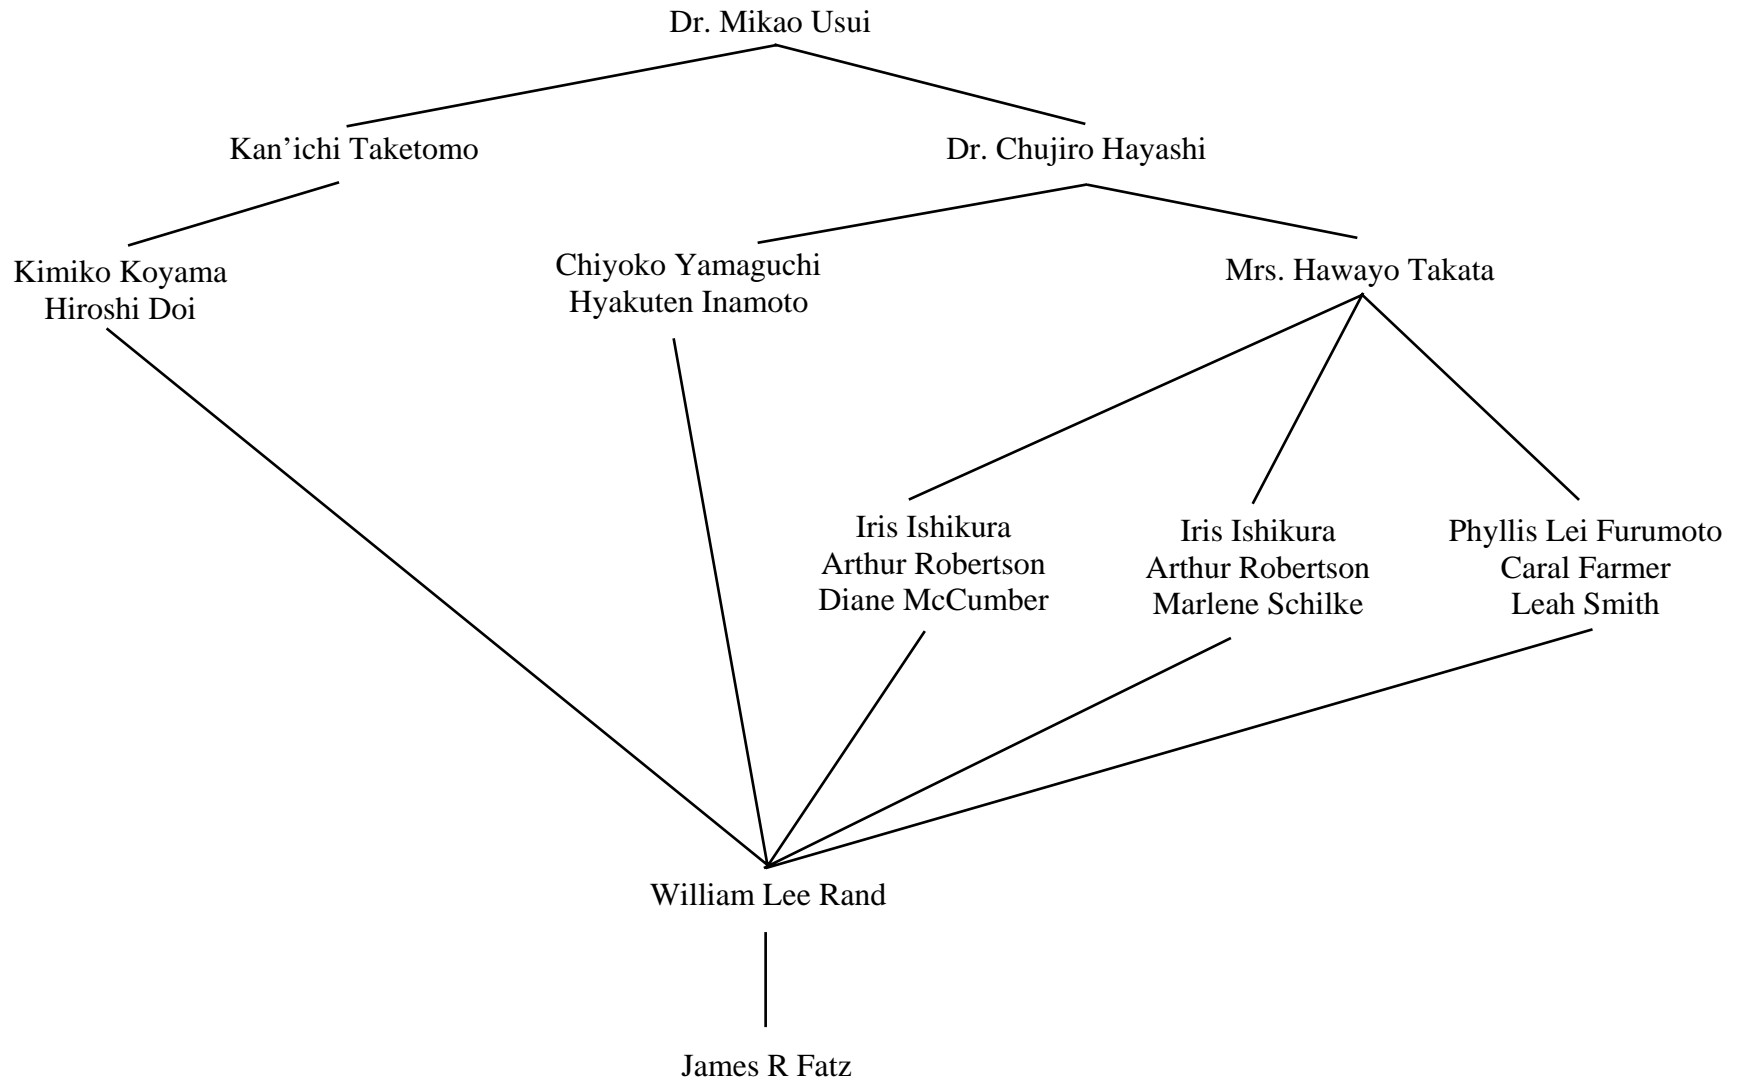 Dr. Mikao Usui
Kan’ichi Taketomo
Dr. Chujiro Hayashi
Kimiko Koyama
Hiroshi Doi
Chiyoko Yamaguchi
Hyakuten Inamoto
Mrs. Hawayo Takata
Iris Ishikura
Arthur Robertson
Diane McCumber
Iris Ishikura
Arthur Robertson
Marlene Schilke
Phyllis Lei Furumoto
Caral Farmer
Leah Smith
William Lee Rand
James R Fatz